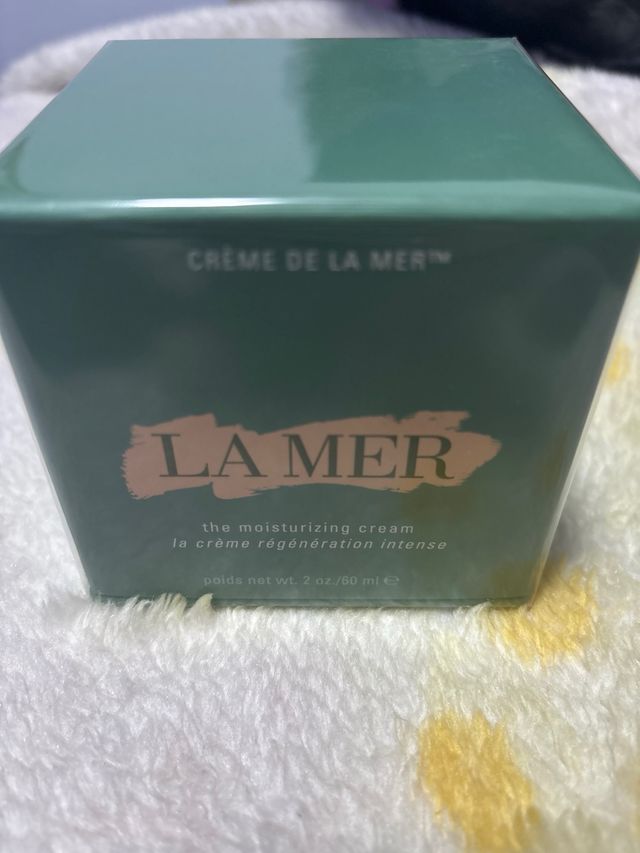 CRÈME DE LA MER™
LA MER
the moisturizing cream
la crème régénération intense
poids net wt. 2 oz./60 ml ℮